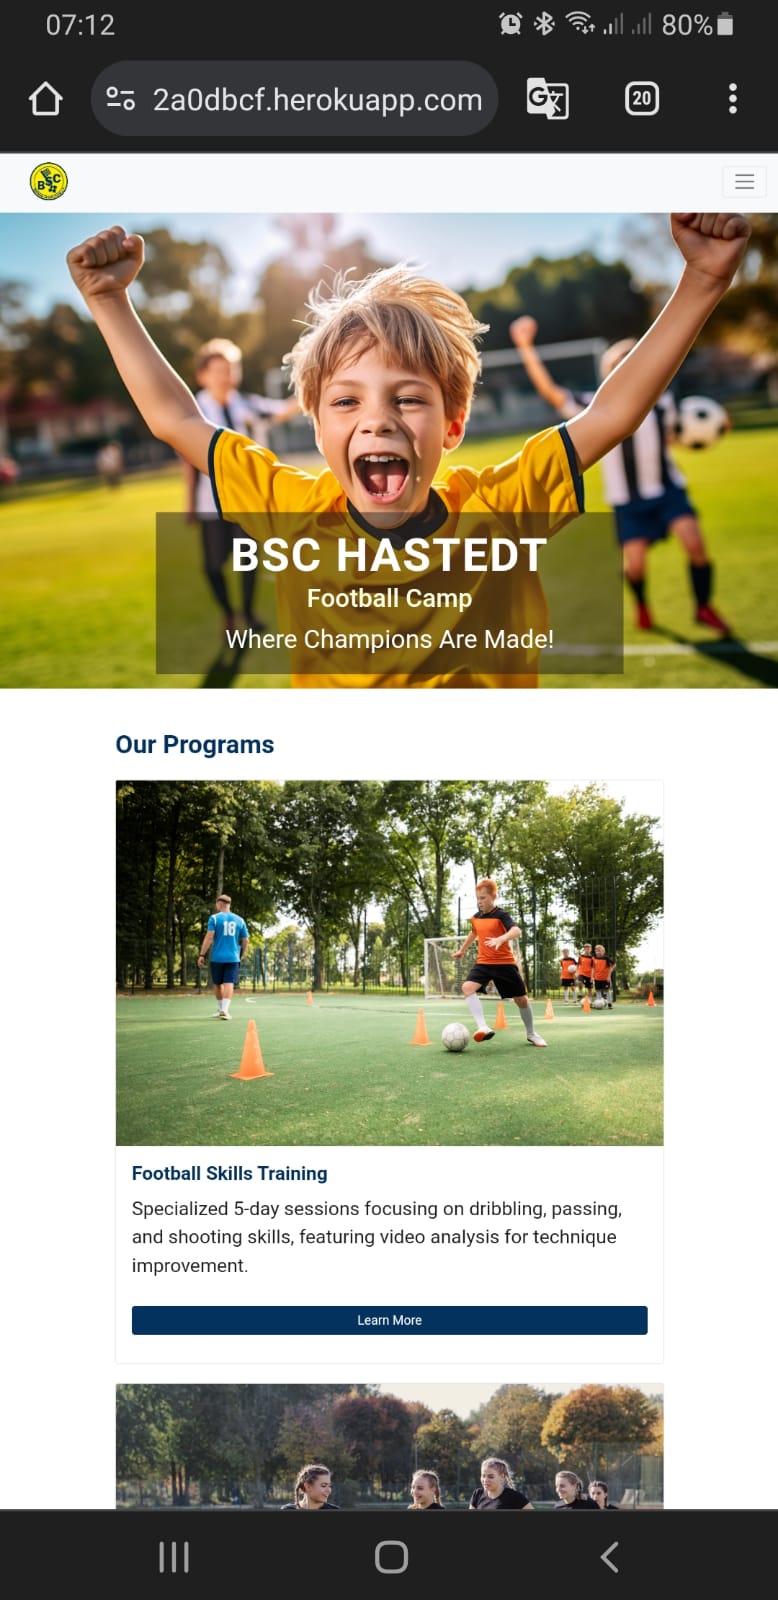 07:12
80%
2a0dbcf.herokuapp.com
20
BSC
BSC HASTEDT
Football Camp
Where Champions Are Made!
Our Programs
18
Football Skills Training
Specialized 5-day sessions focusing on dribbling, passing,
and shooting skills, featuring video analysis for technique
improvement.
Learn More